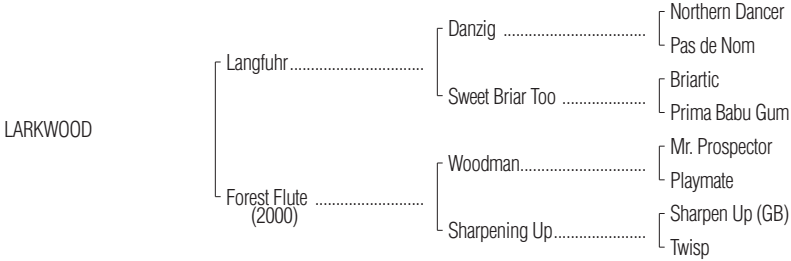 Northern Dancer
Danzig ..................................
Pas de Nom
Langfuhr................................
Briartic
Sweet Briar Too ....................
Prima Babu Gum
LARKWOOD
Mr. Prospector
Woodman..............................
Playmate
Forest Flute ..........................
(2000)
Sharpen Up (GB)
Sharpening Up......................
Twisp